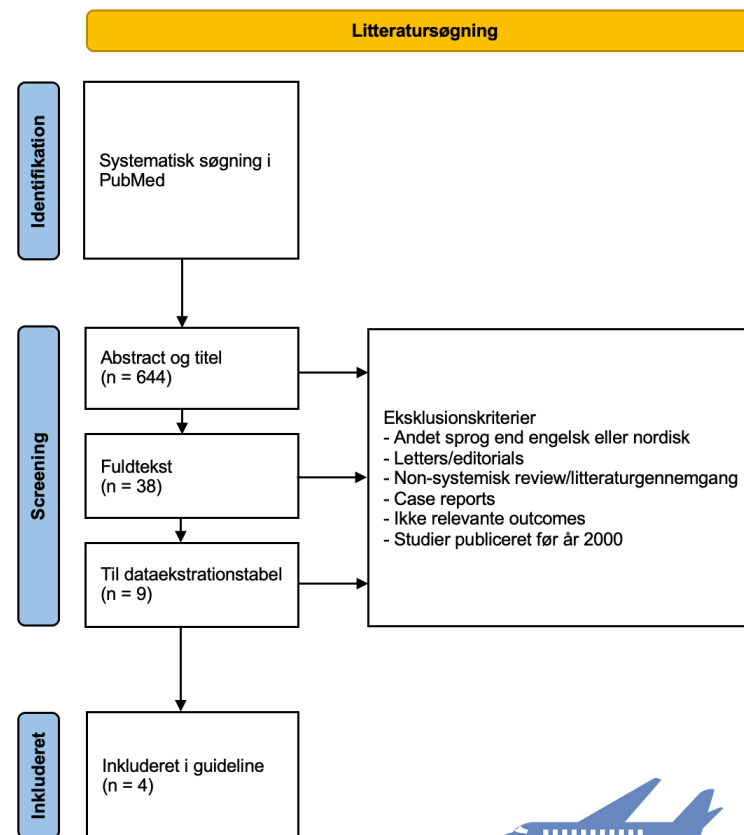 Litteratursøgning
Identifikation
Systematisk søgning i
PubMed
Screening
Abstract og titel
(n = 644)
Fuldtekst
(n = 38)
Til dataekstrationstabel
(n = 9)
Eksklusionskriterier
- Andet sprog end engelsk eller nordisk
- Letters/editorials
- Non-systemisk review/litteraturgennemgang
- Case reports
- Ikke relevante outcomes
- Studier publiceret før år 2000
Inkluderet
Inkluderet i guideline
(n = 4)